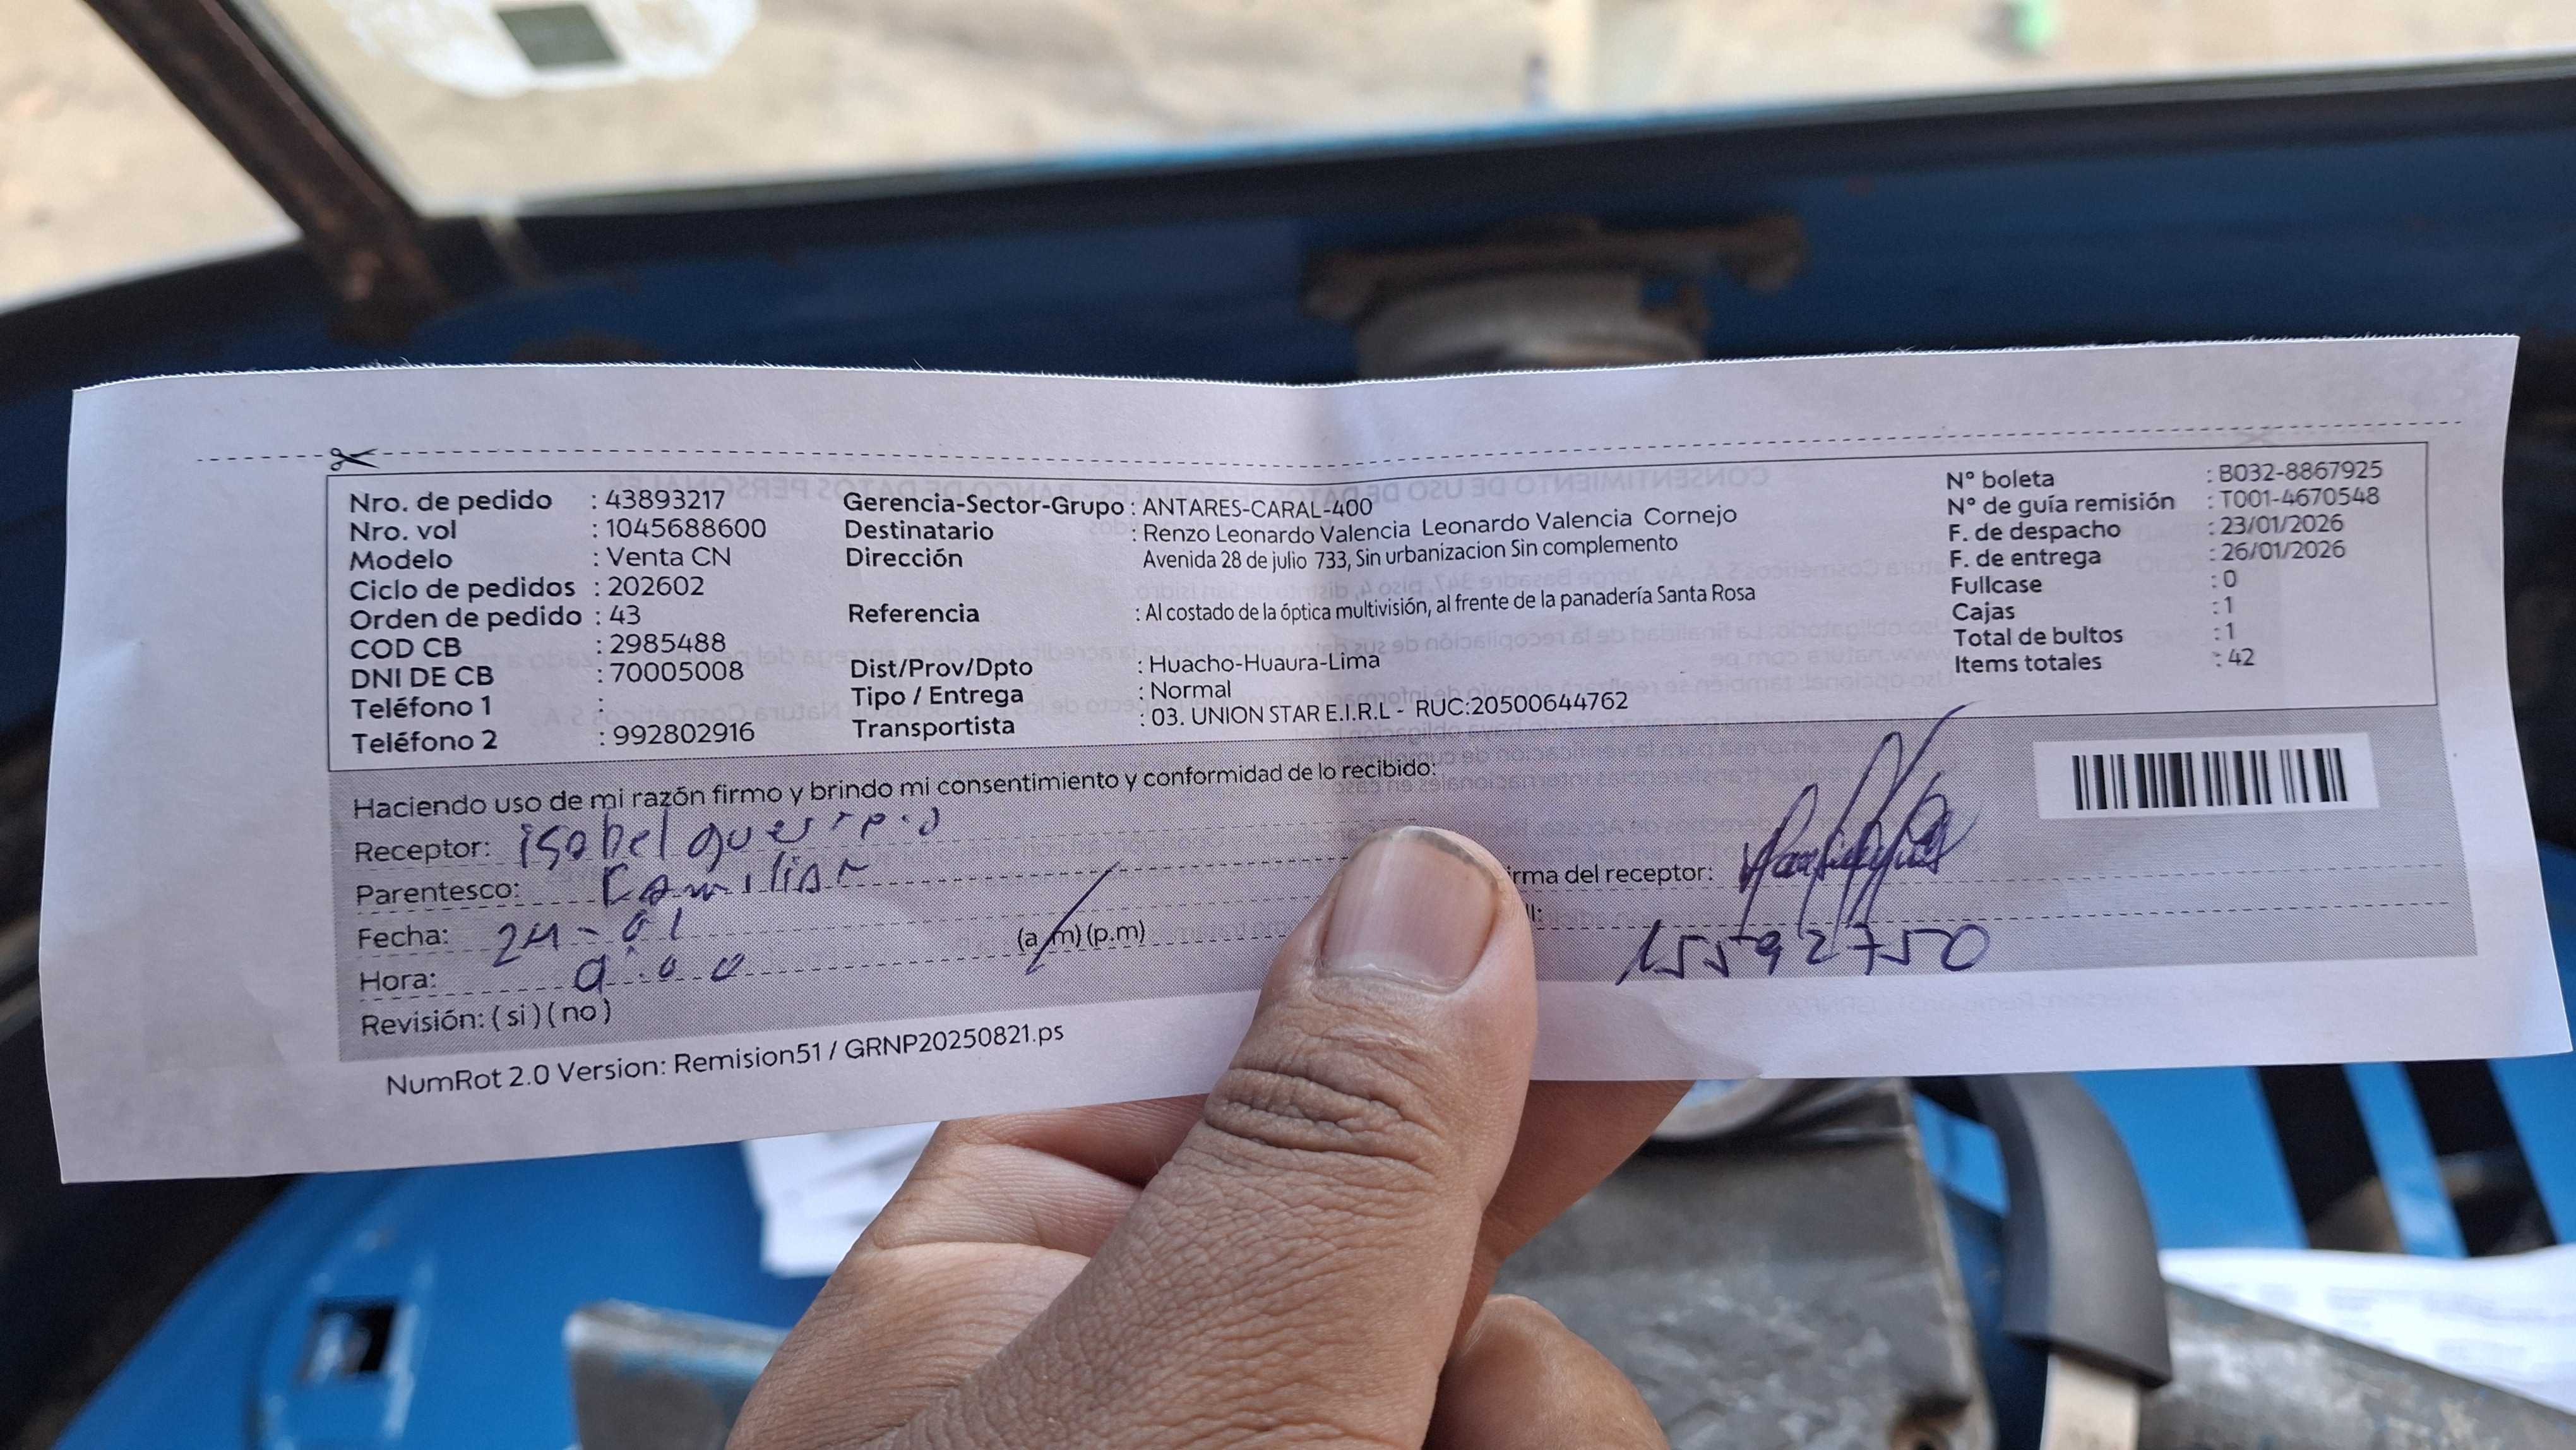 Nro. de pedido : 43893217
Nro. vol : 1045688600
Modelo : Venta CN
Ciclo de pedidos : 202602
Orden de pedido : 43
COD CB : 2985488
DNI DE CB : 70005008
Teléfono 1 :
Teléfono 2 : 992802916
Gerencia-Sector-Grupo : ANTARES-CARAL-400
Destinatario : Renzo Leonardo Valencia Leonardo Valencia Cornejo
Dirección Avenida 28 de julio 733, Sin urbanizacion Sin complemento
Referencia : Al costado de la óptica multivisión, al frente de la panadería Santa Rosa
Dist/Prov/Dpto : Huacho-Huaura-Lima
Tipo / Entrega : Normal
Transportista : 03. UNION STAR E.I.R.L - RUC:20500644762
N° boleta : B032-8867925
N° de guía remisión : T001-4670548
F. de despacho : 23/01/2026
F. de entrega : 26/01/2026
Fullcase : 0
Cajas : 1
Total de bultos : 1
Items totales : 42
Haciendo uso de mi razón firmo y brindo mi consentimiento y conformidad de lo recibido:
Receptor: isabel
Parentesco: Familiar
Fecha: 24-01
Hora: 9:00 (a.m) (p.m)
Revisión: (si) (no)
irma del receptor:
15592750
NumRot 2.0 Version: Remision51 / GRNP20250821.ps